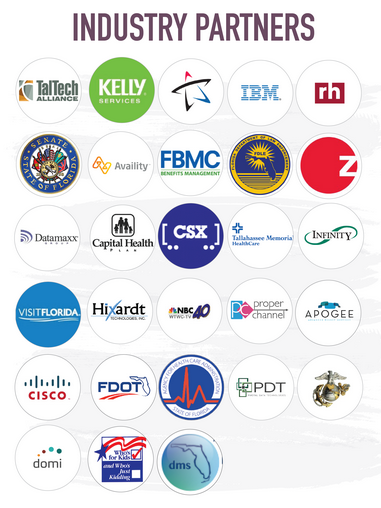 INDUSTRY PARTNERS
TalTech
ALLIANCE
KELLY
SERVICES
IBM
rh
SENATE
STATE OF FLORIDA
Availity
FBMC
BENEFITS MANAGEMENT
FDLE
Z
Datamaxx
GROUP
Capital Health
PLAN
[CSX]
Tallahassee Memorial
HealthCare
INFINITY
VISITFLORIDA.
Hixardt
TECHNOLOGIES, INC.
NBC 40
WTWC-TV
pc proper
channel
APOGEE
CISCO
FDOT
AGENCY FOR HEALTH CARE ADMINISTRATION
STATE OF FLORIDA
PDT
domi
Who's
for Kids
and Who's
Just
Kidding
dms